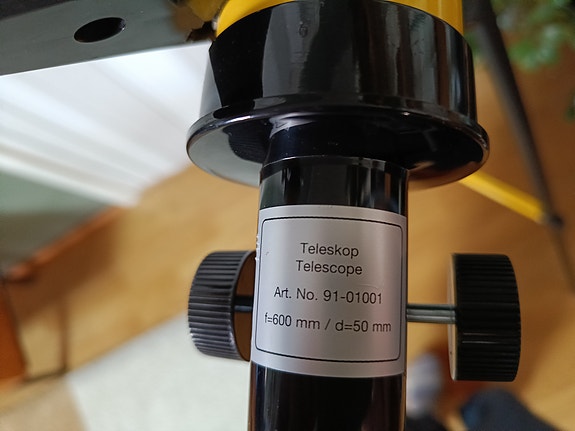 Teleskop
Telescope
Art. No. 91-01001
f=600 mm / d=50 mm